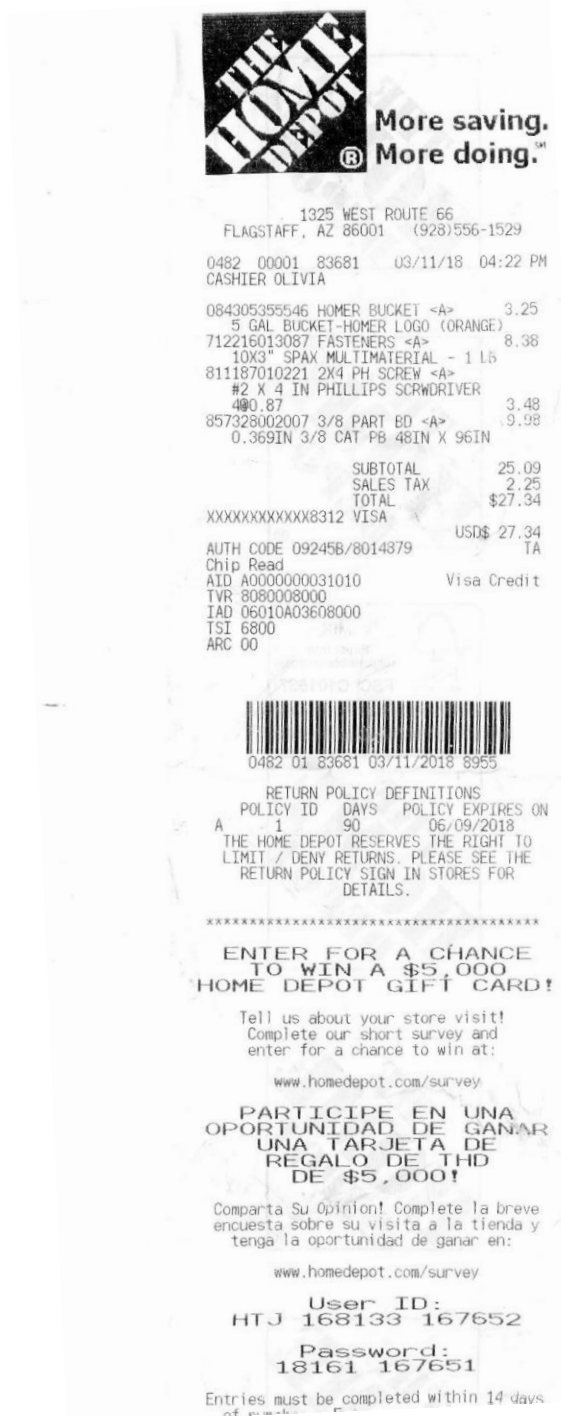 THE
HOME
DEPOT
®
More saving.
More doing.℠
1325 WEST ROUTE 66
FLAGSTAFF, AZ 86001 (928)556-1529
0482 00001 83681 03/11/18 04:22 PM
CASHIER OLIVIA
084305355546 HOMER BUCKET <A> 3.25
5 GAL BUCKET-HOMER LOGO (ORANGE)
712216013087 FASTENERS <A> 8.38
10X3" SPAX MULTIMATERIAL - 1 LB
811187010221 2X4 PH SCREW <A>
#2 X 4 IN PHILLIPS SCRWDRIVER
4@0.87 3.48
857328002007 3/8 PART BD <A> 9.98
0.369IN 3/8 CAT PB 48IN X 96IN
SUBTOTAL 25.09
SALES TAX 2.25
TOTAL $27.34
XXXXXXXXXXXX8312 VISA
USD$ 27.34
AUTH CODE 09245B/8014879 TA
Chip Read
AID A0000000031010 Visa Credit
TVR 8080008000
IAD 06010A03608000
TSI 6800
ARC 00
0482 01 83681 03/11/2018 8955
RETURN POLICY DEFINITIONS
POLICY ID DAYS POLICY EXPIRES ON
A 1 90 06/09/2018
THE HOME DEPOT RESERVES THE RIGHT TO
LIMIT / DENY RETURNS. PLEASE SEE THE
RETURN POLICY SIGN IN STORES FOR
DETAILS.
****************************************
ENTER FOR A CHANCE
TO WIN A $5,000
HOME DEPOT GIFT CARD!
Tell us about your store visit!
Complete our short survey and
enter for a chance to win at:
www.homedepot.com/survey
PARTICIPE EN UNA
OPORTUNIDAD DE GANAR
UNA TARJETA DE
REGALO DE THD
DE $5,000!
Comparta Su Opinion! Complete la breve
encuesta sobre su visita a la tienda y
tenga la oportunidad de ganar en:
www.homedepot.com/survey
User ID:
HTJ 168133 167652
Password:
18161 167651
Entries must be completed within 14 days